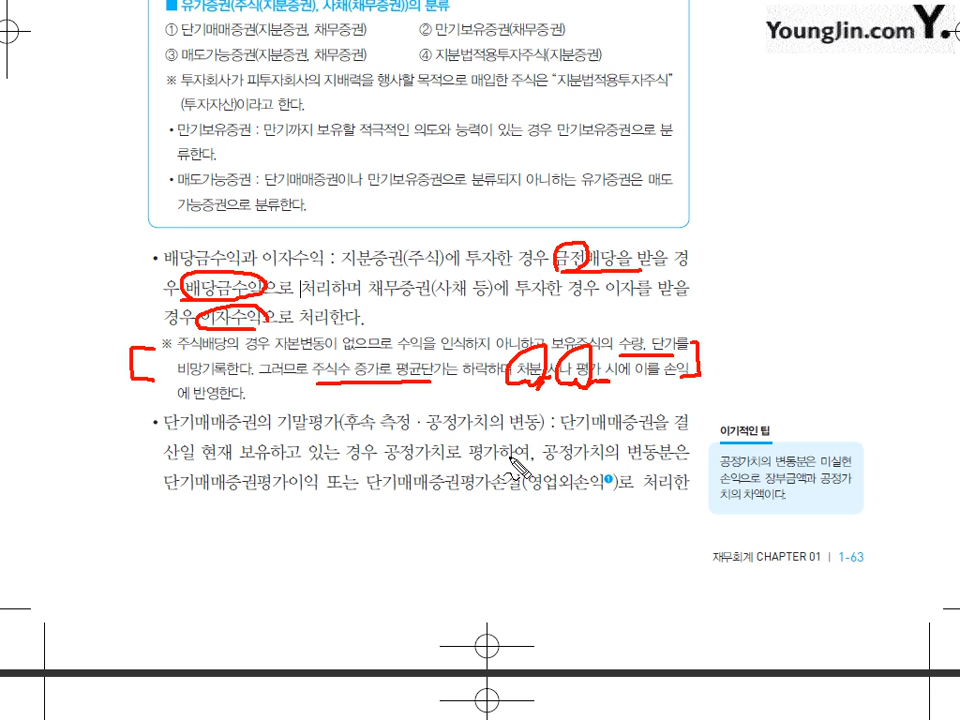 ■ 유가증권(주식(지분증권), 사채(채무증권))의 분류
YoungJin.com Y.
① 단기매매증권(지분증권, 채무증권) ② 만기보유증권(채무증권)
③ 매도가능증권(지분증권, 채무증권) ④ 지분법적용투자주식(지분증권)
※ 투자회사가 피투자회사의 지배력을 행사할 목적으로 매입한 주식은 “지분법적용투자주식”
(투자자산)이라고 한다.
• 만기보유증권 : 만기까지 보유할 적극적인 의도와 능력이 있는 경우 만기보유증권으로 분
류한다.
• 매도가능증권 : 단기매매증권이나 만기보유증권으로 분류되지 아니하는 유가증권은 매도
가능증권으로 분류한다.
• 배당금수익과 이자수익 : 지분증권(주식)에 투자한 경우 금전배당을 받을 경
우 배당금수익으로 처리하며 채무증권(사채 등)에 투자한 경우 이자를 받을
경우 이자수익으로 처리한다.
※ 주식배당의 경우 자본변동이 없으므로 수익을 인식하지 아니하고 보유주식의 수량, 단가를
비망기록한다. 그러므로 주식수 증가로 평균단가는 하락하며 처분 시나 평가 시에 이를 손익
에 반영한다.
• 단기매매증권의 기말평가(후속 측정 · 공정가치의 변동) : 단기매매증권을 결
산일 현재 보유하고 있는 경우 공정가치로 평가하여, 공정가치의 변동분은
단기매매증권평가이익 또는 단기매매증권평가손실(영업외손익❶)로 처리한
이기적인 팁
공정가치의 변동분은 미실현
손익으로 장부금액과 공정가
치의 차액이다.
재무회계 CHAPTER 01 | 1-63